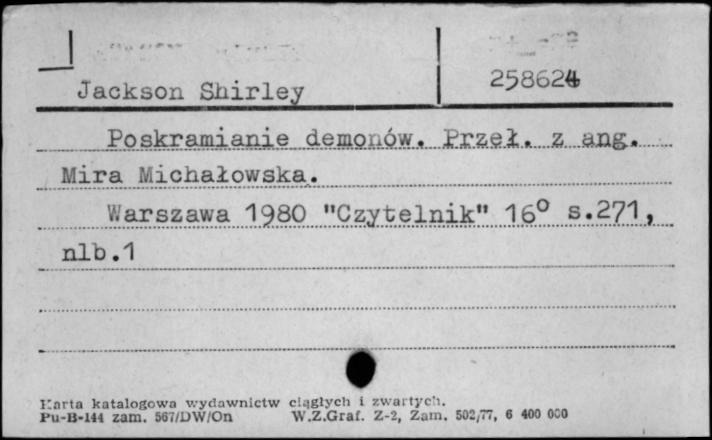 Jackson Shirley
258624
Poskramianie demonów. Przeł. z ang.
Mira Michałowska.
Warszawa 1980 "Czytelnik" 16° s.271,
nlb.1
Karta katalogowa wydawnictw ciągłych i zwartych.
Pu-B-144 zam. 567/DW/On W.Z.Graf. Z-2, Zam. 502/77, 6 400 000